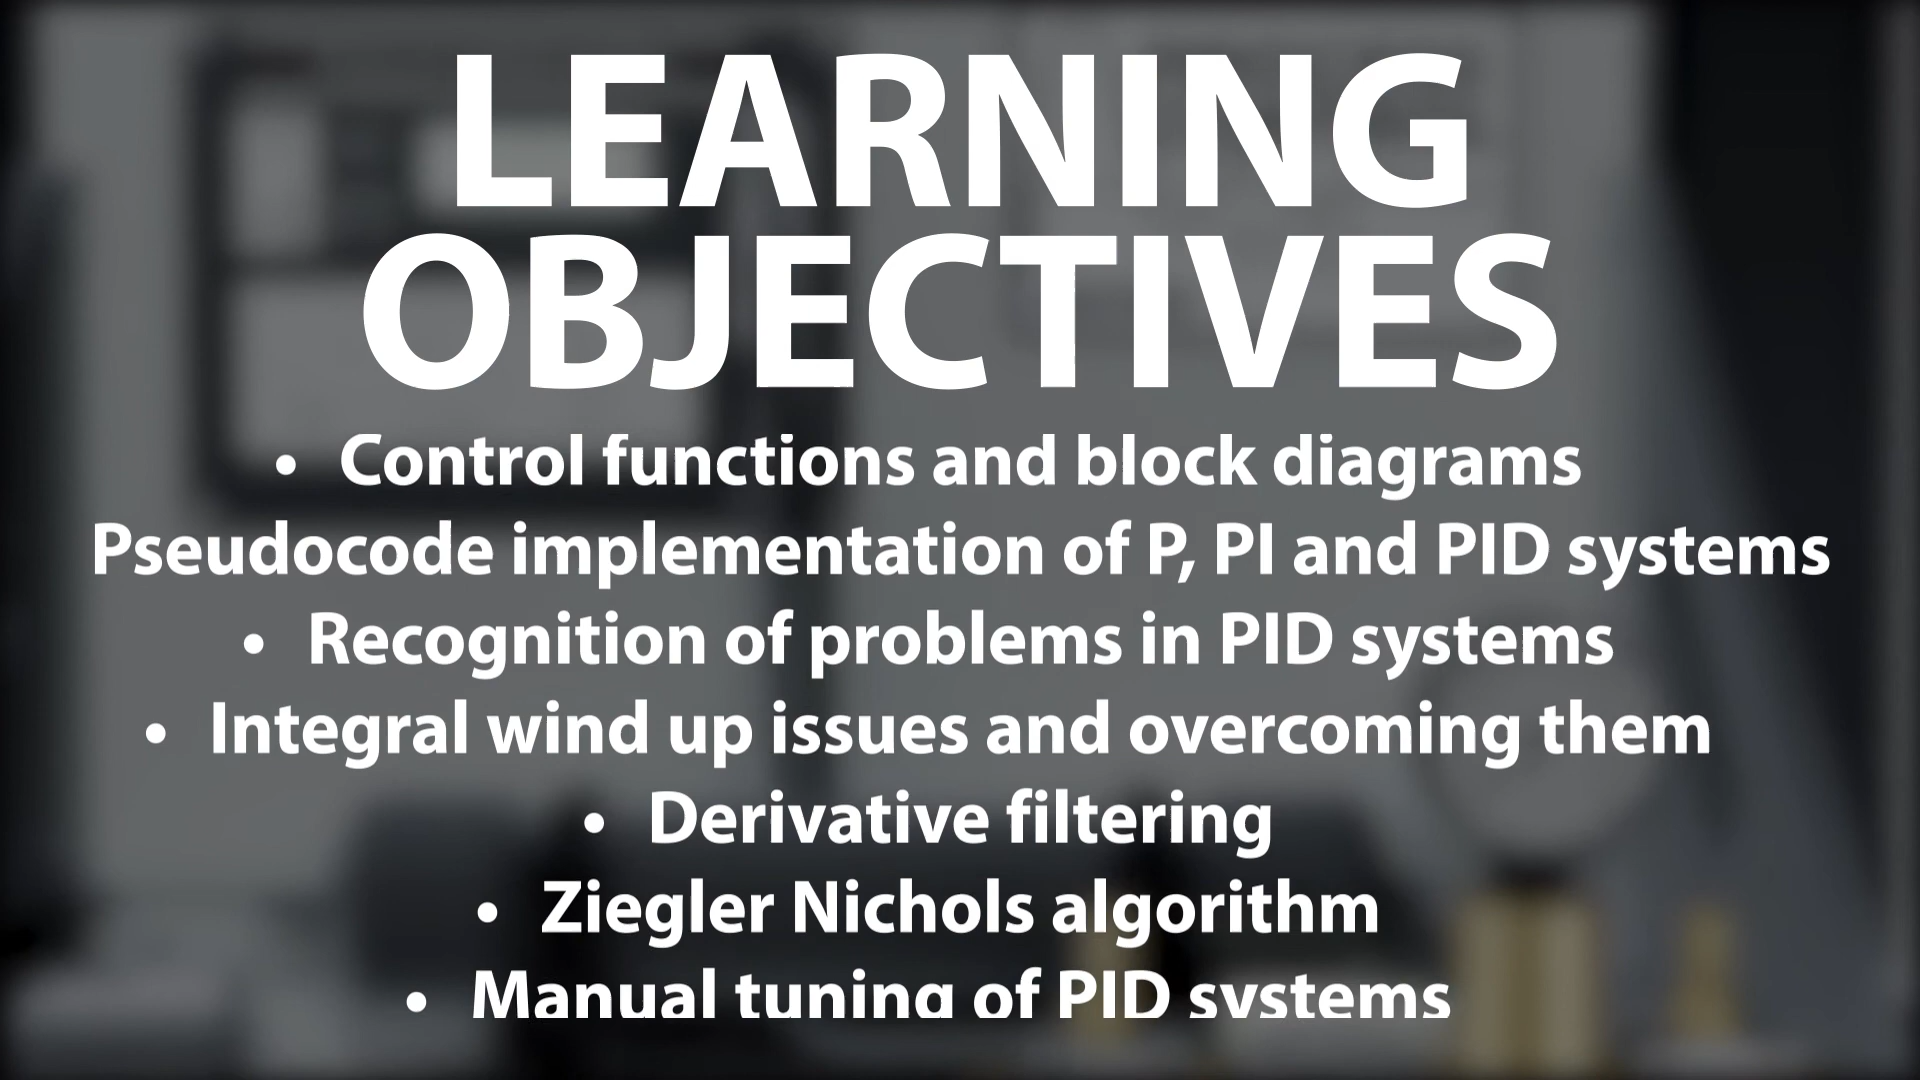 LEARNING
OBJECTIVES
• Control functions and block diagrams
Pseudocode implementation of P, PI and PID systems
• Recognition of problems in PID systems
• Integral wind up issues and overcoming them
• Derivative filtering
• Ziegler Nichols algorithm
• Manual tuning of PID systems